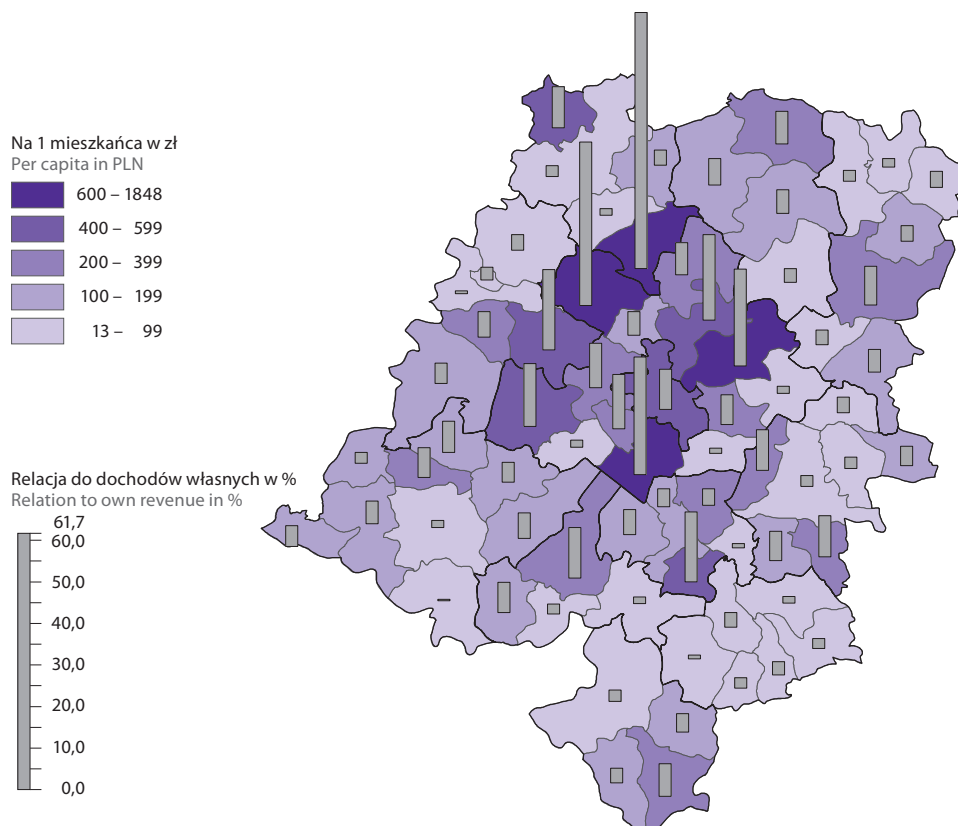 Na 1 mieszkańca w zł
Per capita in PLN
600 – 1848
400 – 599
200 – 399
100 – 199
13 – 99
Relacja do dochodów własnych w %
Relation to own revenue in %
61,7
60,0
50,0
40,0
30,0
20,0
10,0
0,0